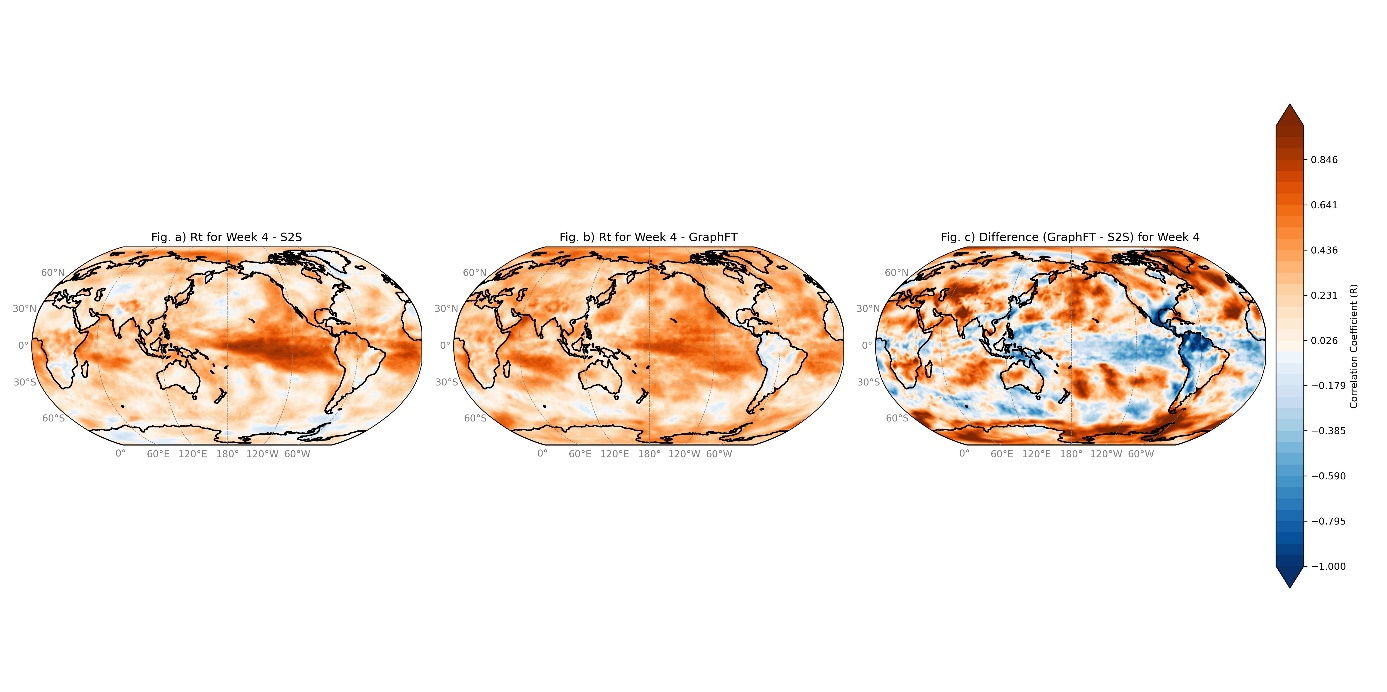 Fig. a) Rt for Week 4 - S2S
60°N
30°N
0°
30°S
60°S
0° 60°E 120°E 180° 120°W 60°W
Fig. b) Rt for Week 4 - GraphFT
60°N
30°N
0°
30°S
60°S
0° 60°E 120°E 180° 120°W 60°W
Fig. c) Difference (GraphFT - S2S) for Week 4
60°N
30°N
0°
30°S
60°S
0° 60°E 120°E 180° 120°W 60°W
0.846
0.641
0.436
0.231
0.026
−0.179
−0.385
−0.590
−0.795
−1.000
Correlation Coefficient (R)